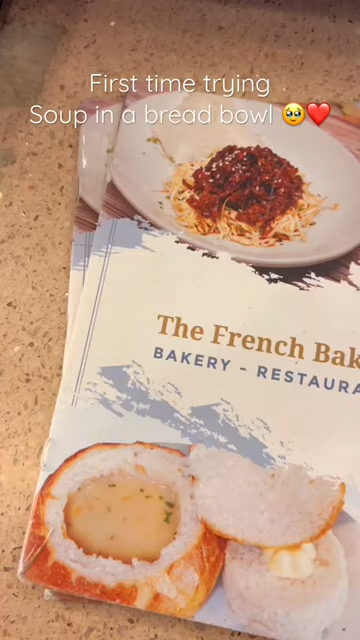 First time trying
Soup in a bread bowl 🥹❤️
The French Bak
BAKERY - RESTAURA